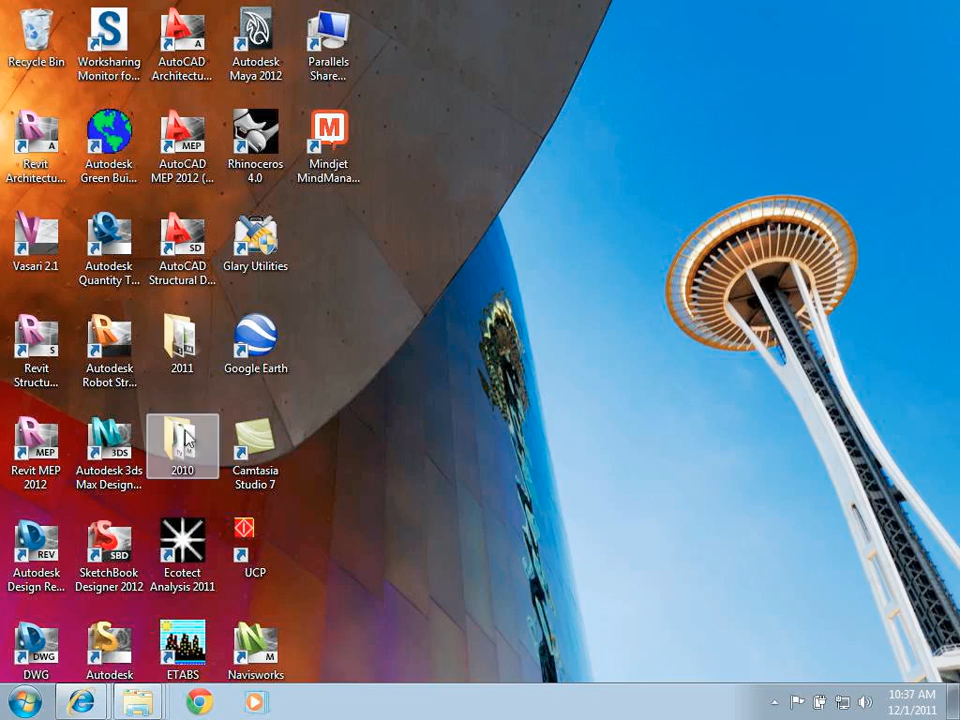 Recycle Bin
Worksharing
Monitor fo...
AutoCAD
Architectu...
Autodesk
Maya 2012
Parallels
Share...
Revit
Architectu...
Autodesk
Green Bui...
AutoCAD
MEP 2012 (...
Rhinoceros
4.0
Mindjet
MindMana...
Vasari 2.1
Autodesk
Quantity T...
AutoCAD
Structural D...
Glary Utilities
Revit
Structu...
Autodesk
Robot Str...
2011
Google Earth
Revit MEP
2012
Autodesk 3ds
Max Design...
2010
Camtasia
Studio 7
Autodesk
Design Re...
SketchBook
Designer 2012
Ecotect
Analysis 2011
UCP
DWG
Autodesk
ETABS
Navisworks
10:37 AM
12/1/2011